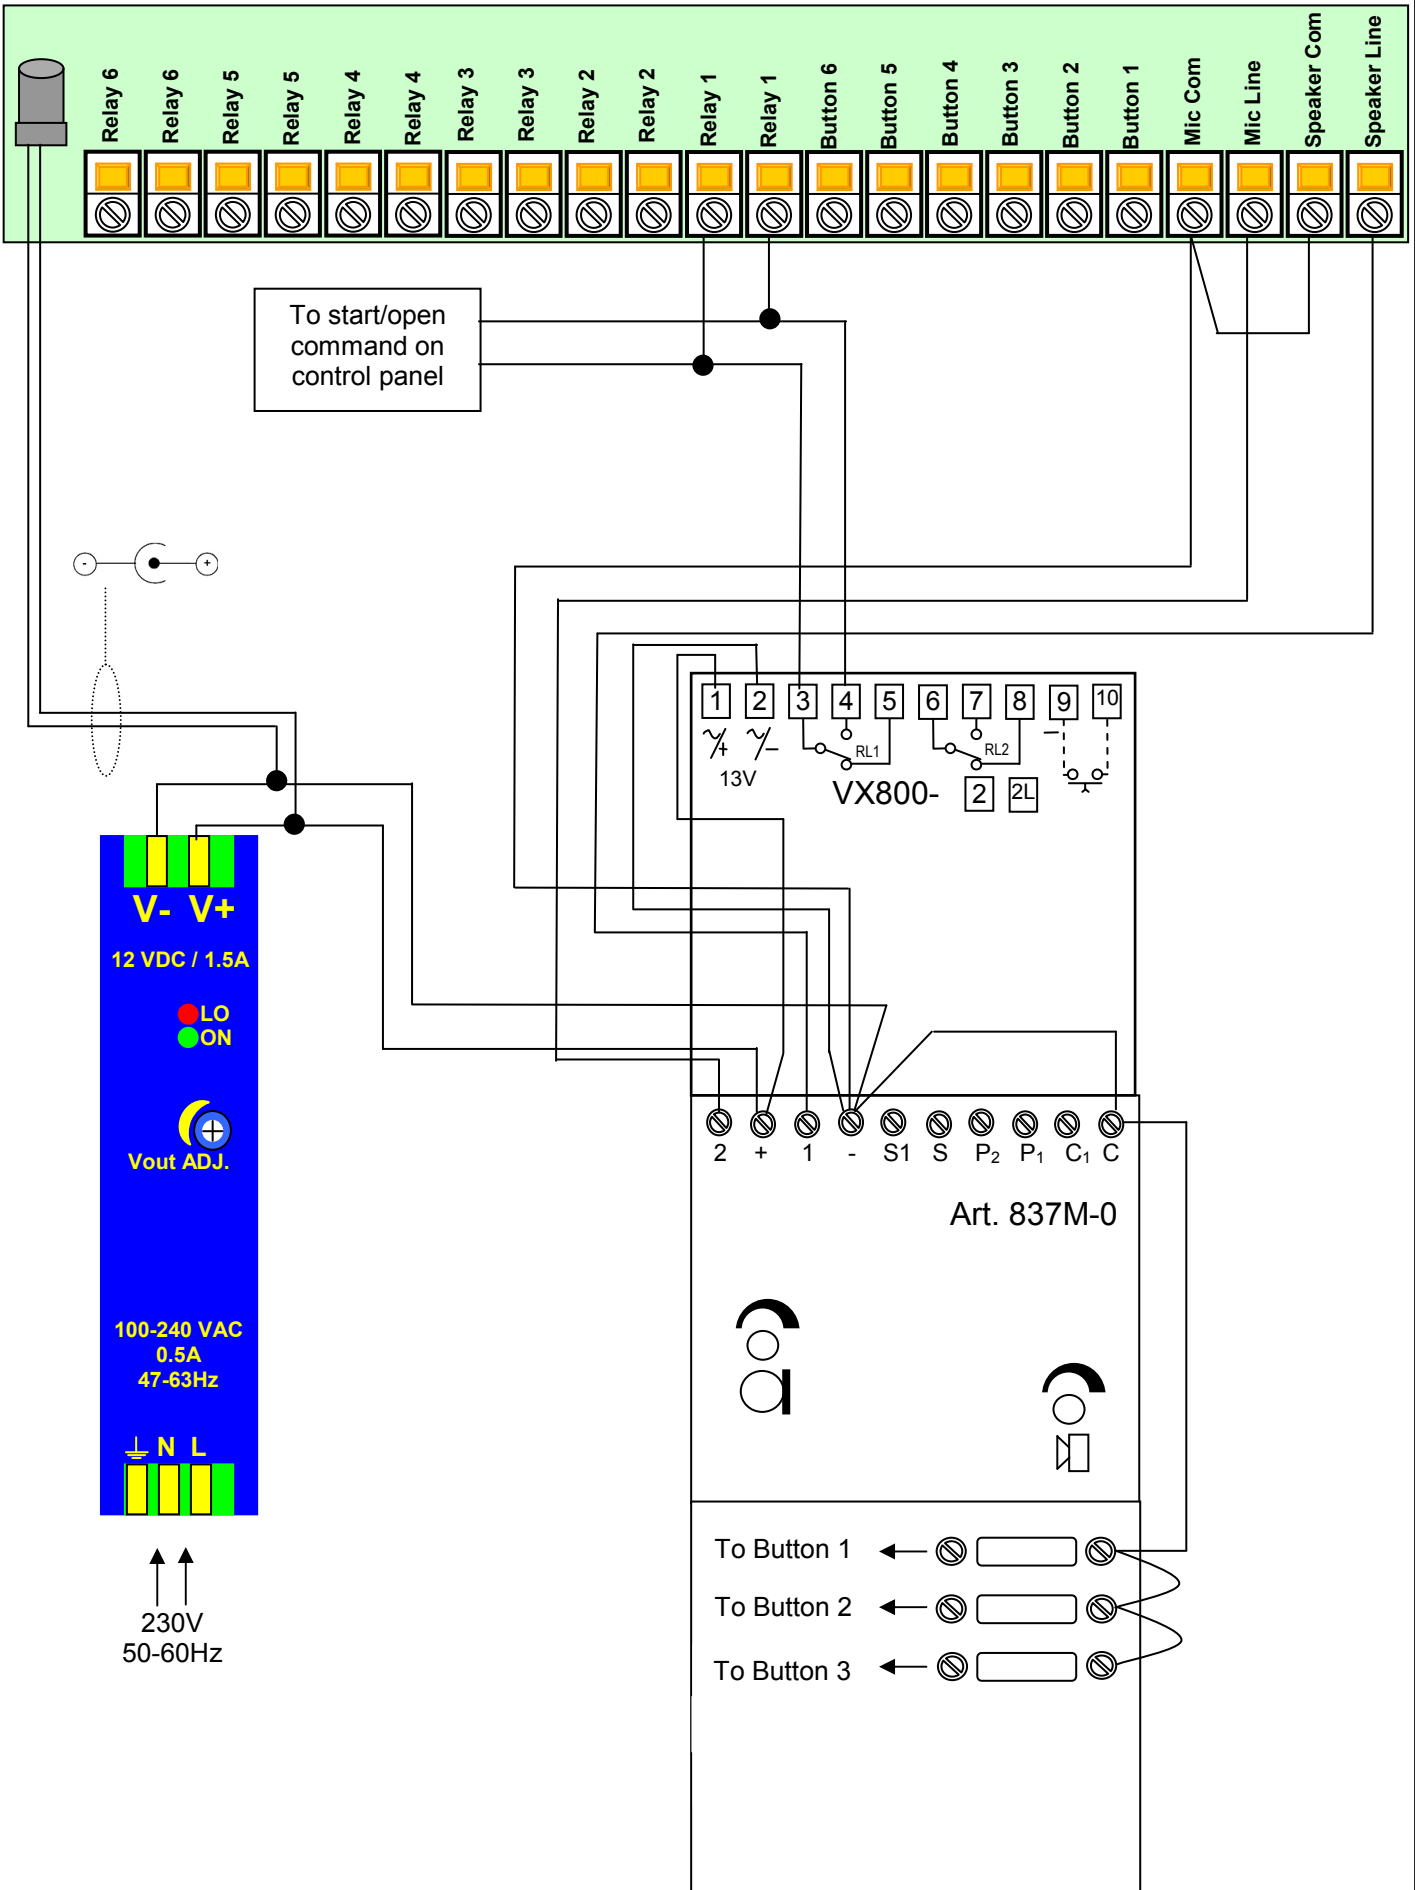 Relay 6
Relay 6
Relay 5
Relay 5
Relay 4
Relay 4
Relay 3
Relay 3
Relay 2
Relay 2
Relay 1
Relay 1
Button 6
Button 5
Button 4
Button 3
Button 2
Button 1
Mic Com
Mic Line
Speaker Com
Speaker Line
To start/open
command on
control panel
- +
1 2 3 4 5 6 7 8 9 10
+ - RL1 RL2 -
13V
VX800- 2 2L
V- V+
12 VDC / 1.5A
LO
ON
Vout ADJ.
100-240 VAC
0.5A
47-63Hz
N L
230V
50-60Hz
2 + 1 - S1 S P2 P1 C1 C
Art. 837M-0
To Button 1
To Button 2
To Button 3